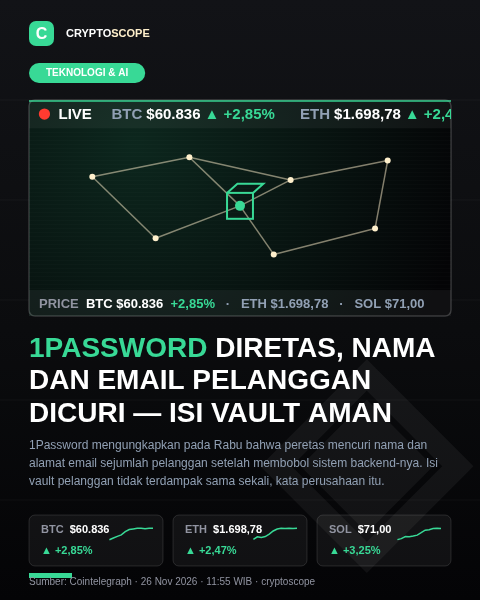 C CRYPTOSCOPE
TEKNOLOGI & AI
LIVE BTC $60.836 ▲ +2,85% ETH $1.698,78 ▲ +2,4
PRICE BTC $60.836 +2,85% · ETH $1.698,78 · SOL $71,00
1PASSWORD DIRETAS, NAMA
DAN EMAIL PELANGGAN
DICURI — ISI VAULT AMAN
1Password mengungkapkan pada Rabu bahwa peretas mencuri nama dan
alamat email sejumlah pelanggan setelah membobol sistem backend-nya. Isi
vault pelanggan tidak terdampak sama sekali, kata perusahaan itu.
BTC $60.836 ETH $1.698,78 SOL $71,00
▲ +2,85% ▲ +2,47% ▲ +3,25%
Sumber: Cointelegraph · 26 Nov 2026 · 11:55 WIB · cryptoscope